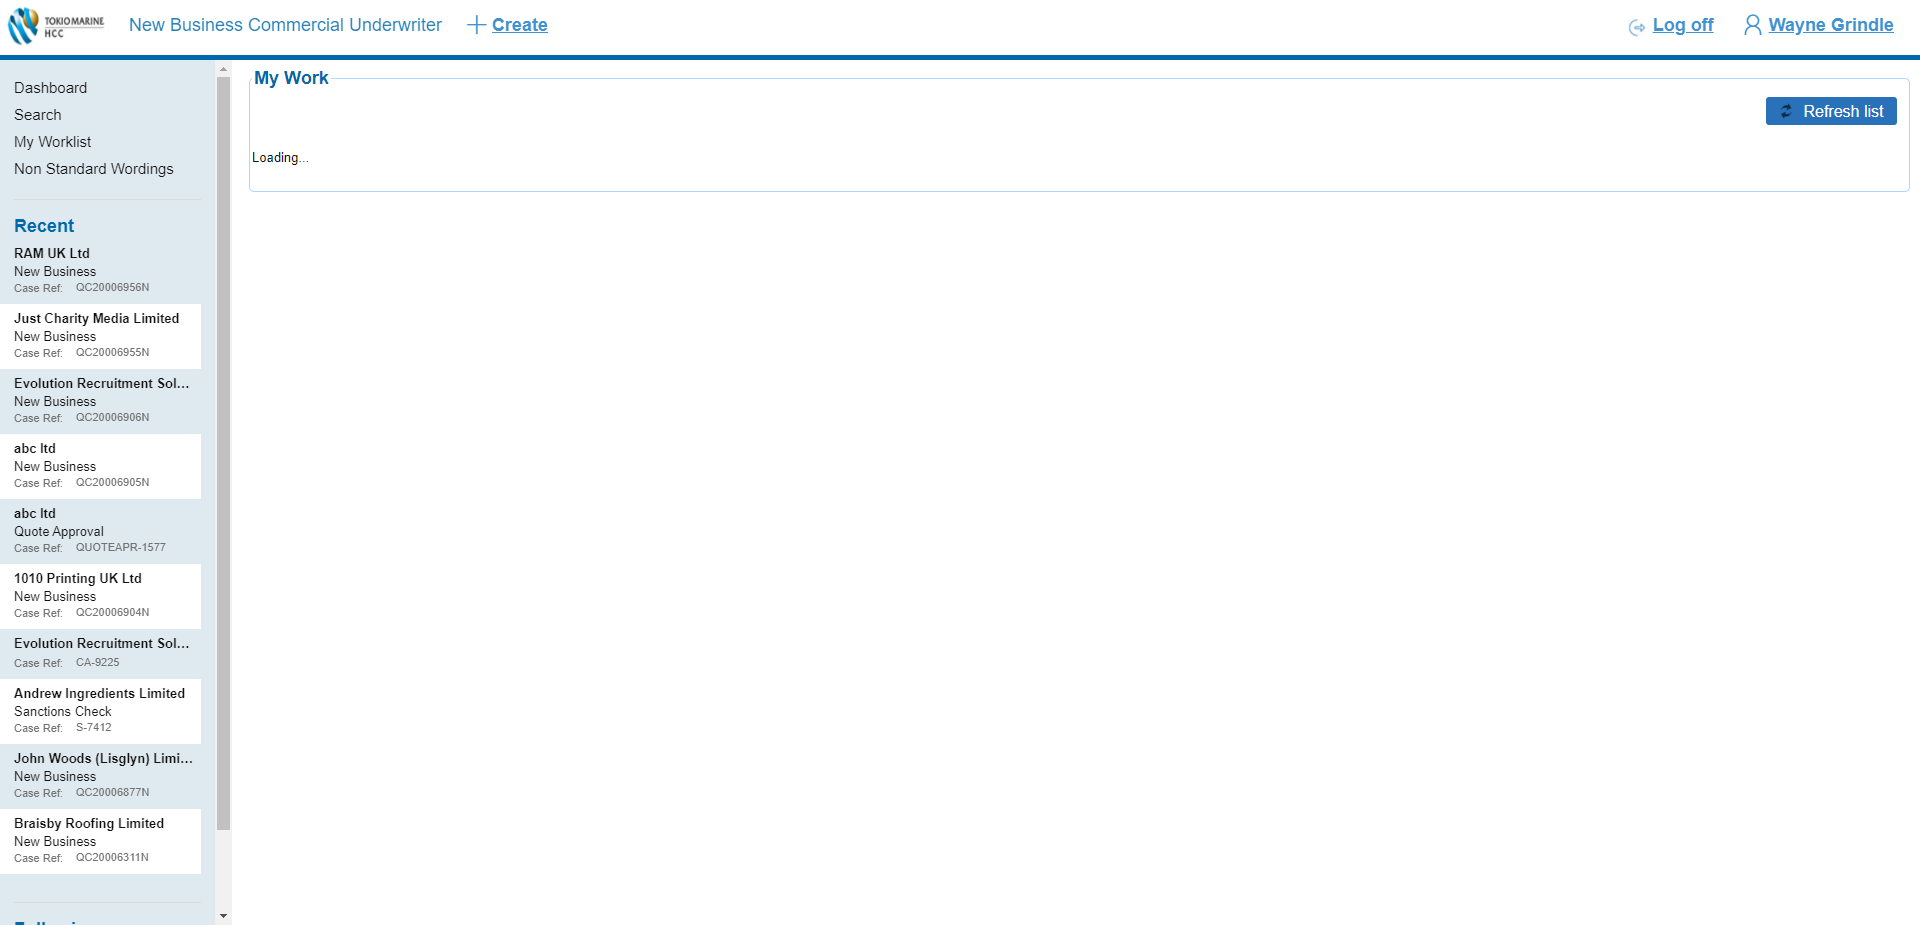 TOKIO MARINE
HCC
New Business Commercial Underwriter
Create
Log off
Wayne Grindle
Dashboard
Search
My Worklist
Non Standard Wordings
Recent
RAM UK Ltd
New Business
Case Ref: QC20006956N
Just Charity Media Limited
New Business
Case Ref: QC20006955N
Evolution Recruitment Sol...
New Business
Case Ref: QC20006906N
abc ltd
New Business
Case Ref: QC20006905N
abc ltd
Quote Approval
Case Ref: QUOTEAPR-1577
1010 Printing UK Ltd
New Business
Case Ref: QC20006904N
Evolution Recruitment Sol...
Case Ref: CA-9225
Andrew Ingredients Limited
Sanctions Check
Case Ref: S-7412
John Woods (Lisglyn) Limi...
New Business
Case Ref: QC20006877N
Braisby Roofing Limited
New Business
Case Ref: QC20006311N
My Work
Refresh list
Loading...